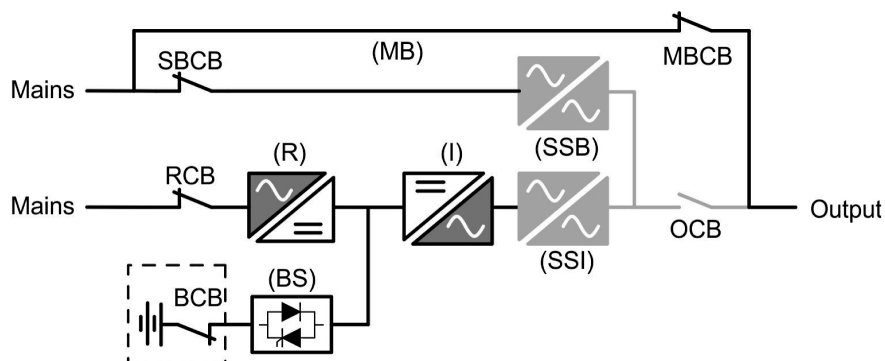 (MB)
MBCB
SBCB
Mains
(SSB)
(R)
(I)
RCB
Mains
Output
OCB
(SSI)
(BS)
BCB